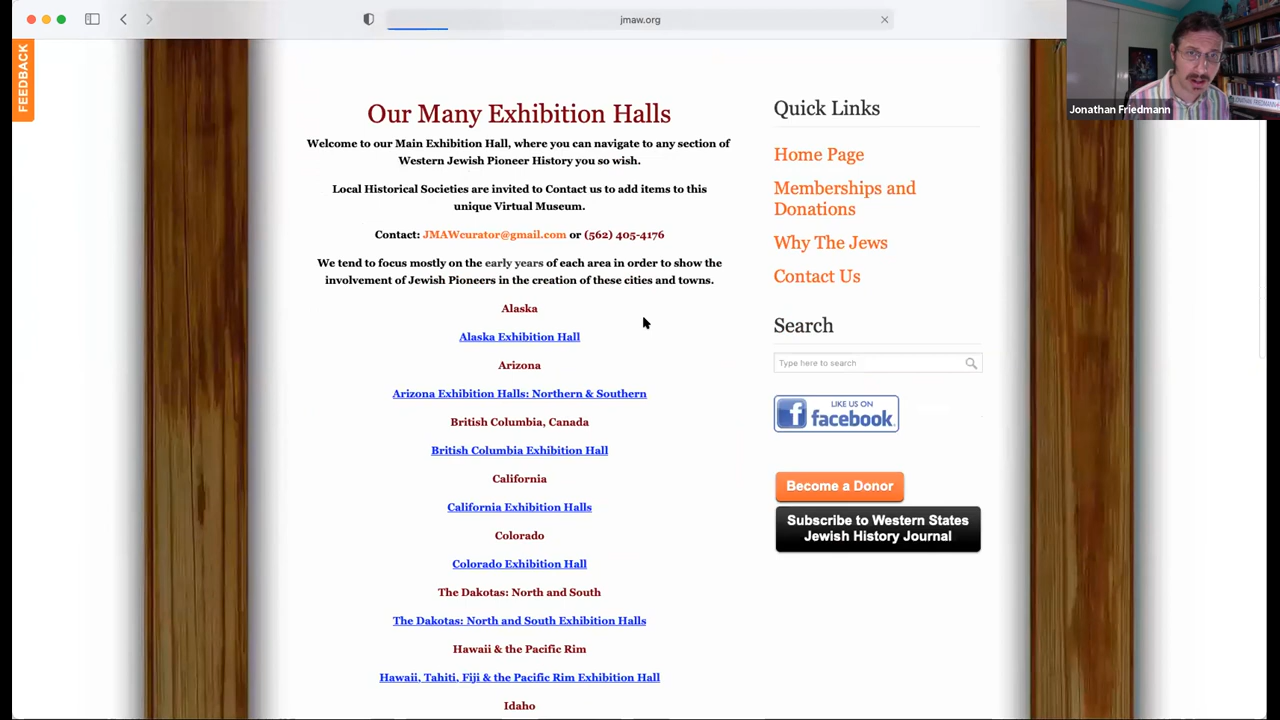 jmaw.org
FEEDBACK
Jonathan Friedmann
Our Many Exhibition Halls
Welcome to our Main Exhibition Hall, where you can navigate to any section of
Western Jewish Pioneer History you so wish.
Local Historical Societies are invited to Contact us to add items to this
unique Virtual Museum.
Contact: JMAWcurator@gmail.com or (562) 405-4176
We tend to focus mostly on the early years of each area in order to show the
involvement of Jewish Pioneers in the creation of these cities and towns.
Alaska
Alaska Exhibition Hall
Arizona
Arizona Exhibition Halls: Northern & Southern
British Columbia, Canada
British Columbia Exhibition Hall
California
California Exhibition Halls
Colorado
Colorado Exhibition Hall
The Dakotas: North and South
The Dakotas: North and South Exhibition Halls
Hawaii & the Pacific Rim
Hawaii, Tahiti, Fiji & the Pacific Rim Exhibition Hall
Idaho
Quick Links
Home Page
Memberships and
Donations
Why The Jews
Contact Us
Search
Type here to search
LIKE US ON
facebook
Become a Donor
Subscribe to Western States
Jewish History Journal